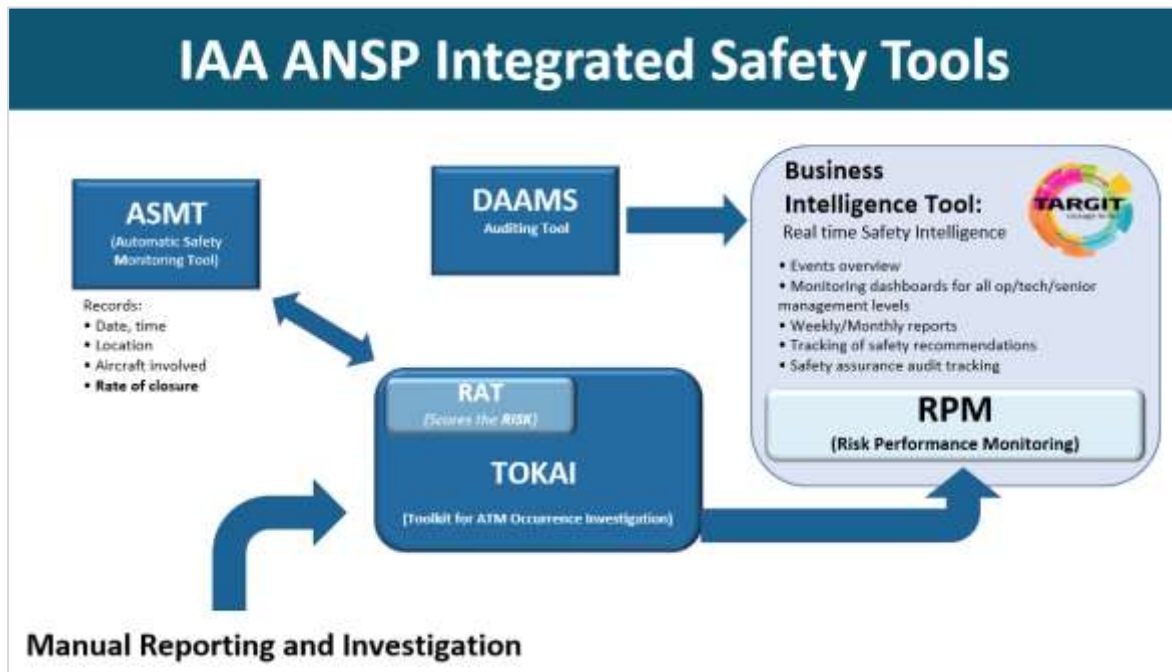 IAA ANSP Integrated Safety Tools
ASMT
(Automatic Safety
Monitoring Tool)
Records:
• Date, time
• Location
• Aircraft involved
• Rate of closure
DAAMS
Auditing Tool
Business
Intelligence Tool:
Real time Safety Intelligence
TARGIT
• Events overview
• Monitoring dashboards for all op/tech/senior
management levels
• Weekly/Monthly reports
• Tracking of safety recommendations
• Safety assurance audit tracking
RPM
(Risk Performance Monitoring)
RAT
(Scores the RISK)
TOKAI
(Toolkit for ATM Occurrence Investigation)
Manual Reporting and Investigation